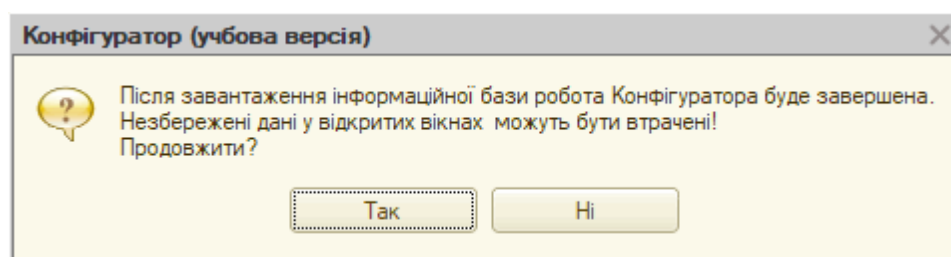 Конфігуратор (учбова версія)
Після завантаження інформаційної бази робота Конфігуратора буде завершена.
Незбережені дані у відкритих вікнах  можуть бути втрачені!
Продовжити?
Так
Ні